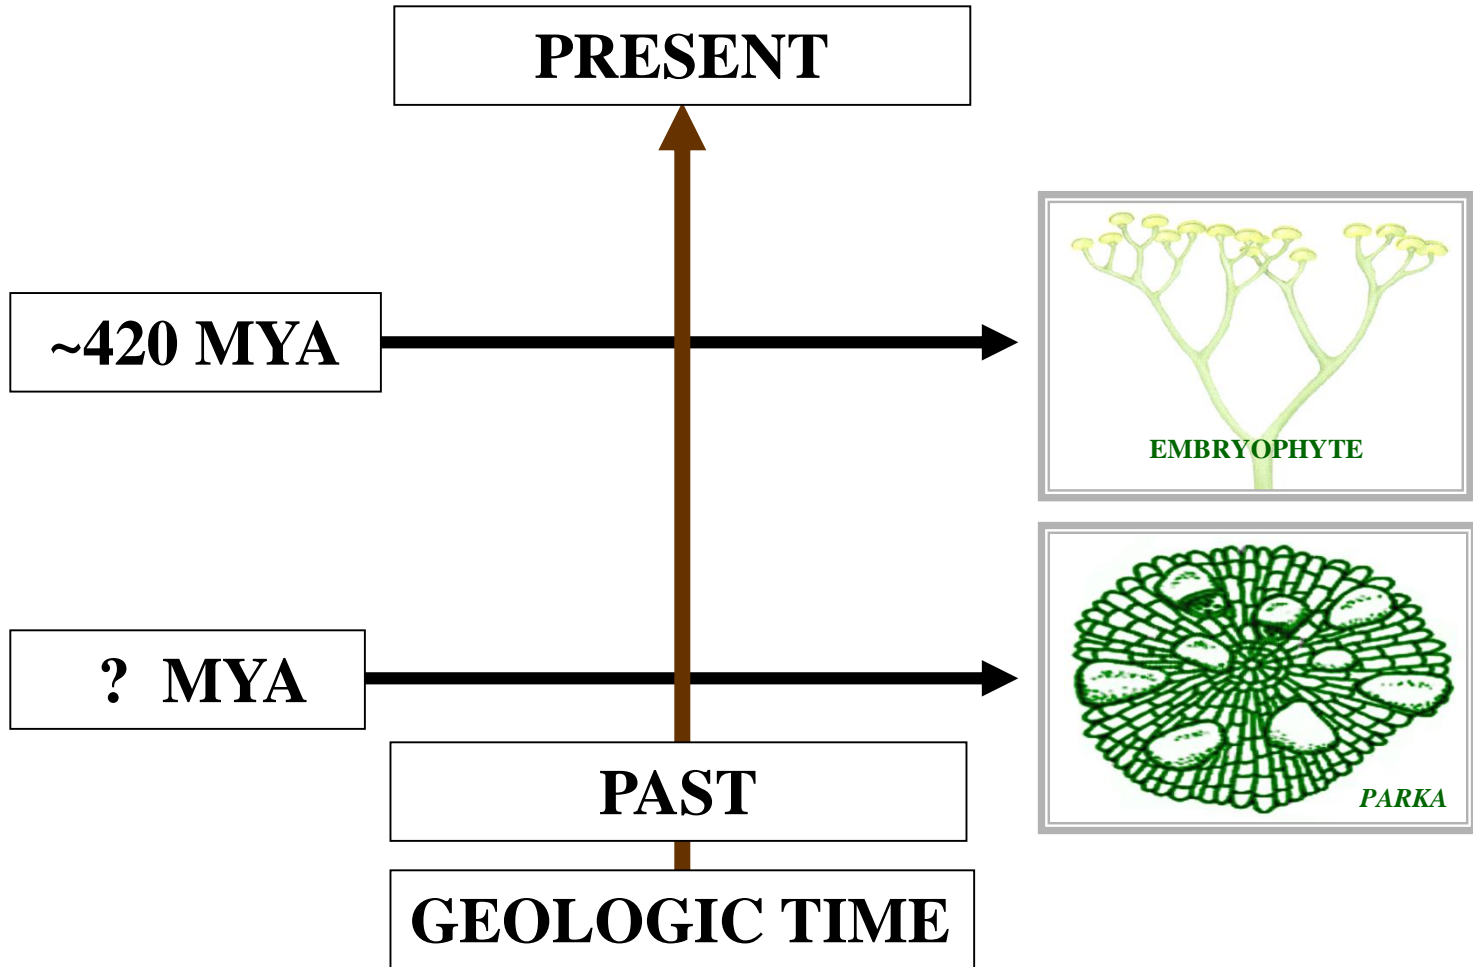 PRESENT
~420 MYA
EMBRYOPHYTE
? MYA
PARKA
PAST
GEOLOGIC TIME